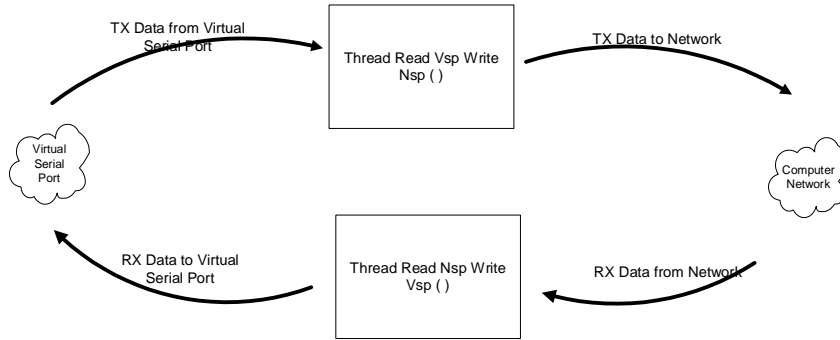 TX Data from Virtual
Serial Port
Thread Read Vsp Write
Nsp ( )
TX Data to Network
Virtual
Serial
Port
Computer
Network
RX Data to Virtual
Serial Port
Thread Read Nsp Write
Vsp ( )
RX Data from Network